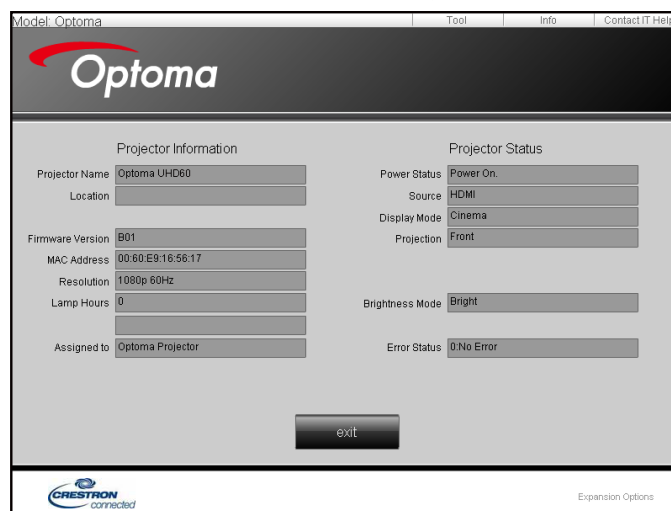 Model: Optoma
Tool Info Contact IT Help
Optoma
Projector Information
Projector Name Optoma UHD60
Location
Firmware Version B01
MAC Address 00:60:E9:16:56:17
Resolution 1080p 60Hz
Lamp Hours 0
Assigned to Optoma Projector
Projector Status
Power Status Power On.
Source HDMI
Display Mode Cinema
Projection Front
Brightness Mode Bright
Error Status 0:No Error
exit
CRESTRON
connected
Expansion Options